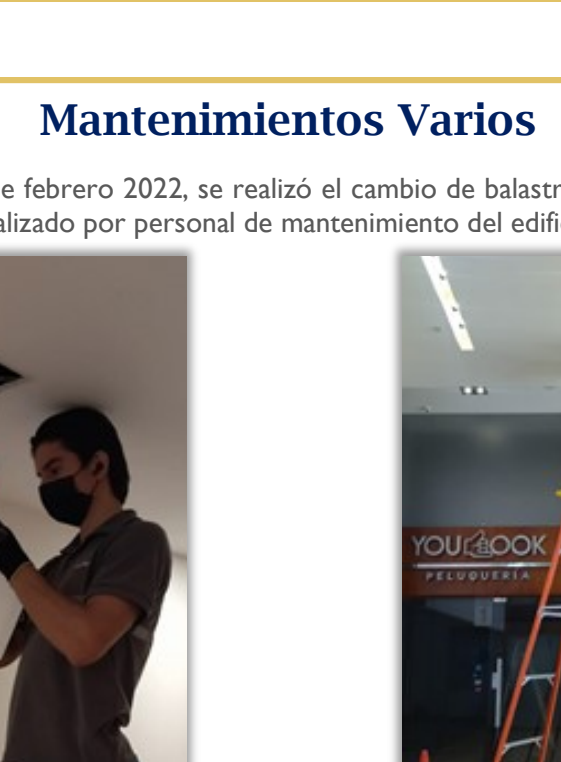 Mantenimientos Varios
e febrero 2022, se realizó el cambio de balastr
alizado por personal de mantenimiento del edifi
YOU LOOK
PELUQUERÍA